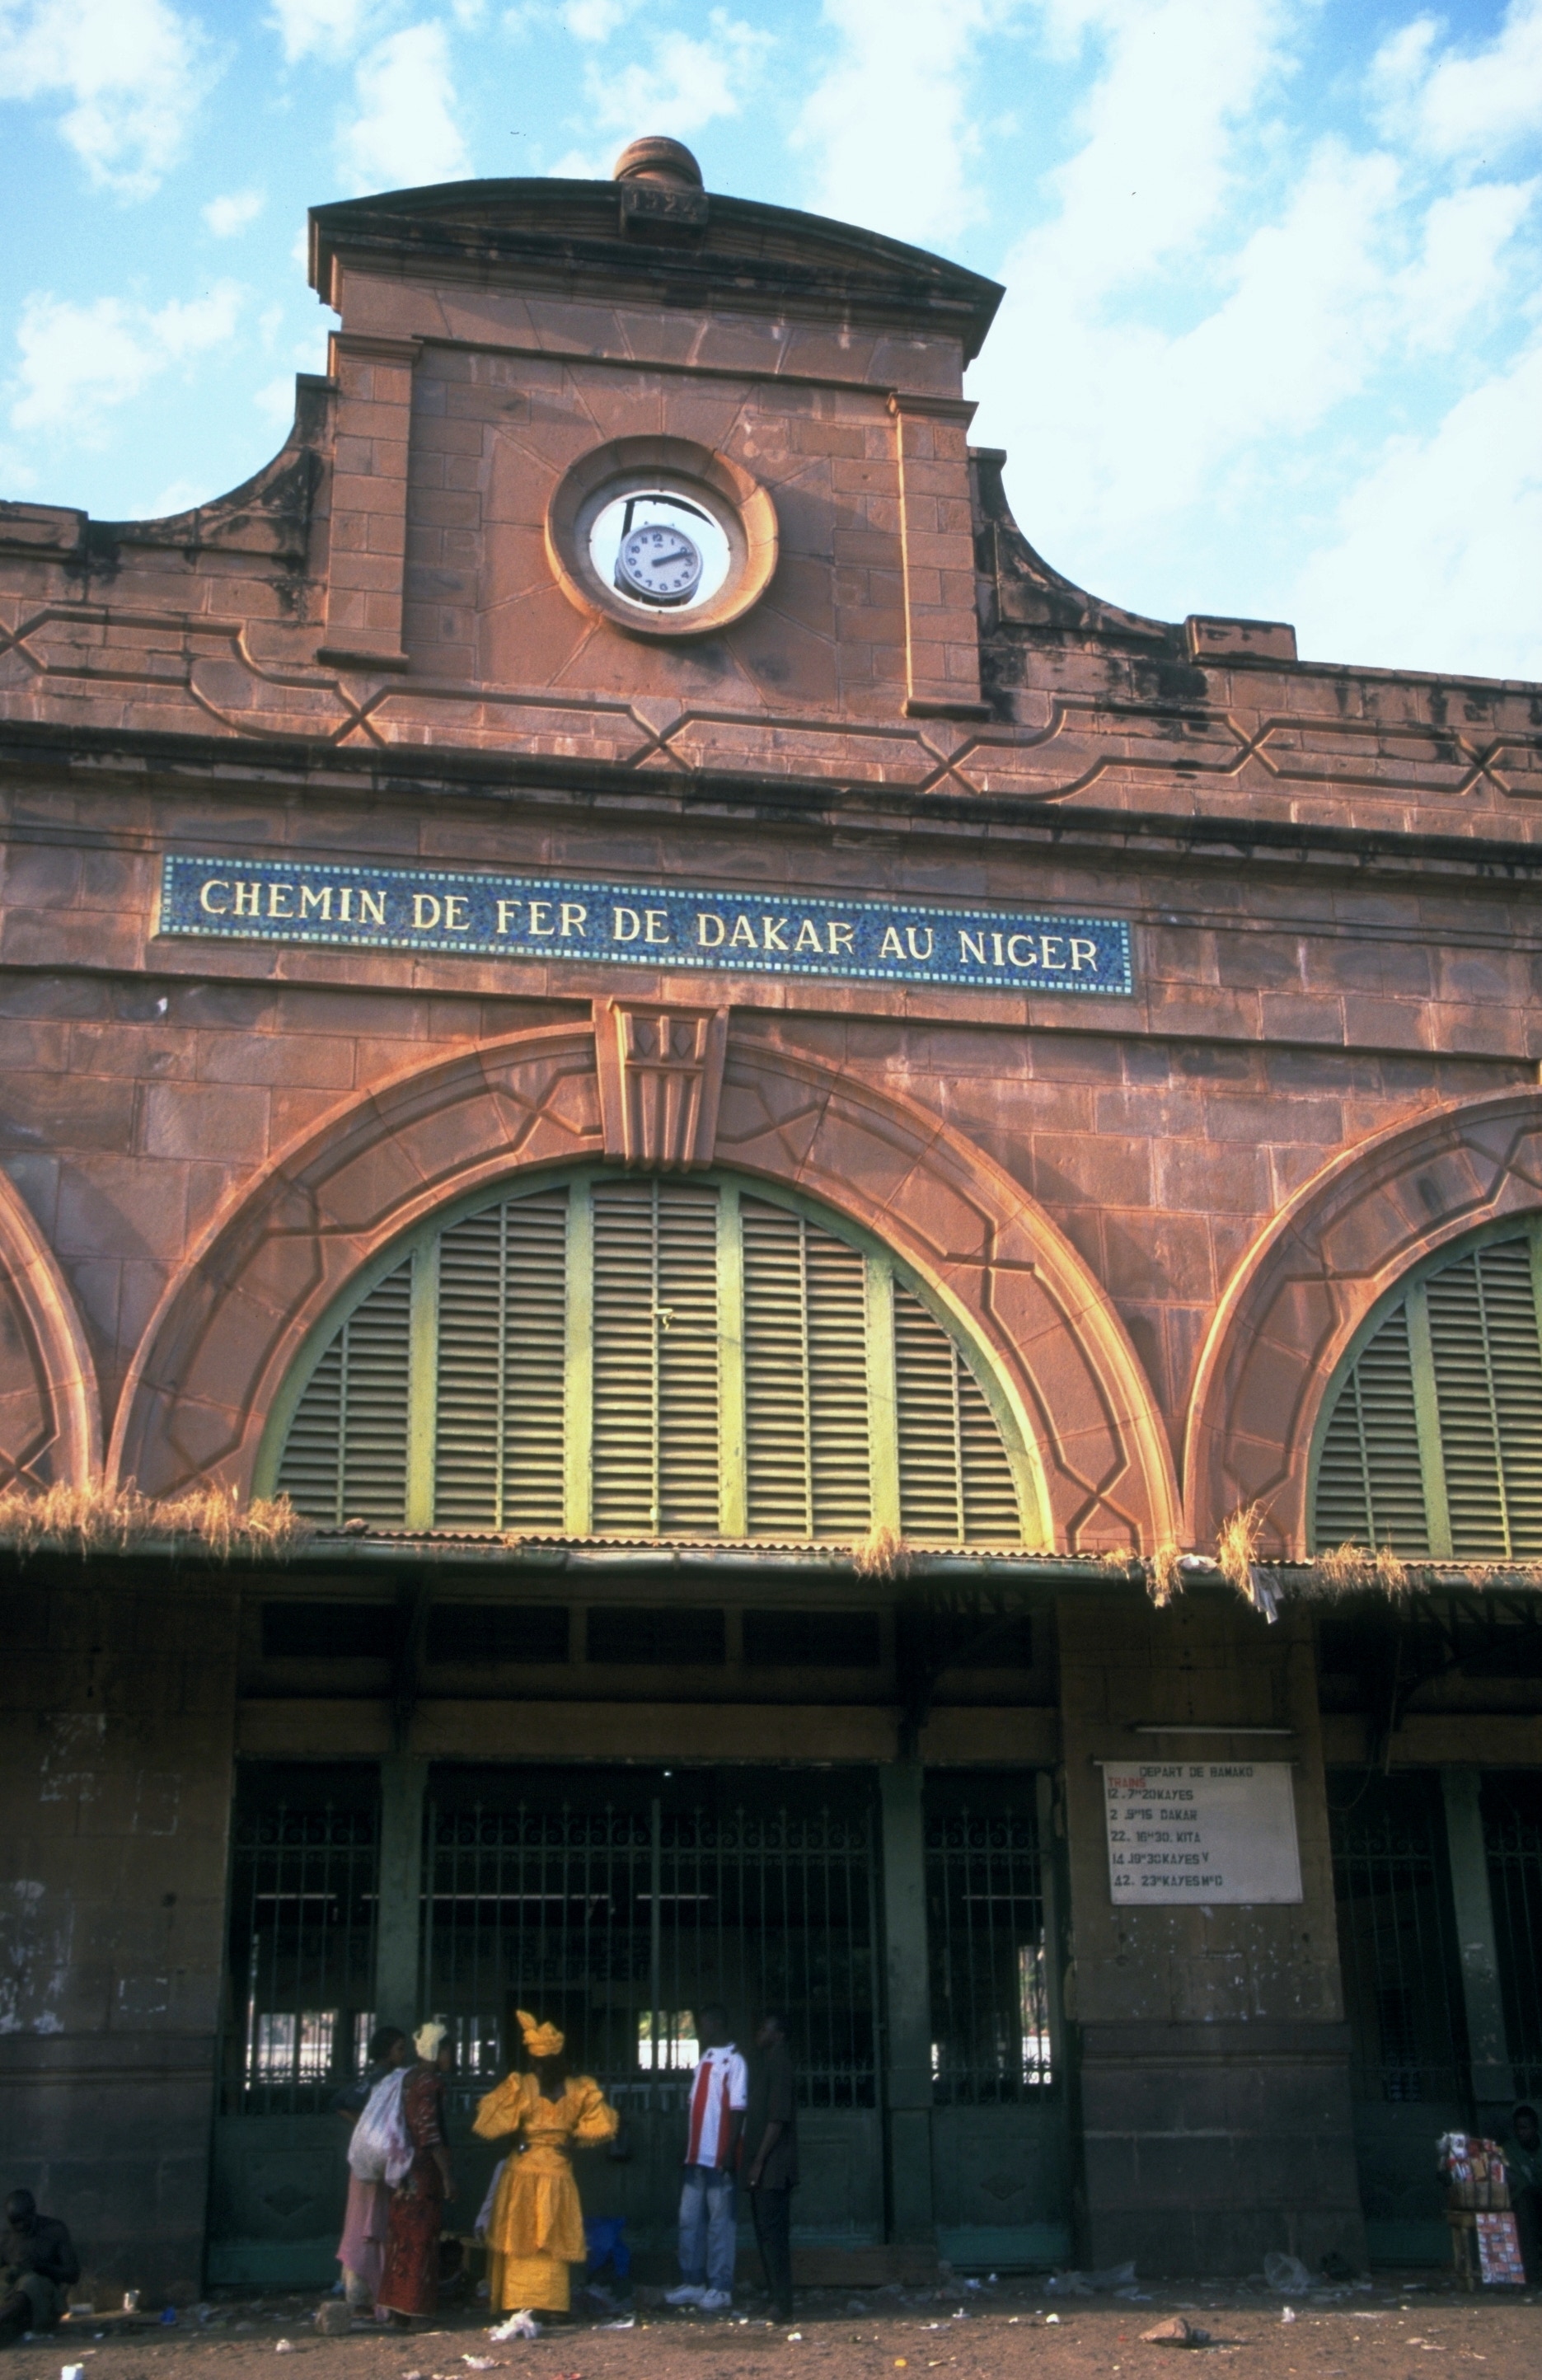 1924
CHEMIN DE FER DE DAKAR AU NIGER
DEPART DE BAMAKO
TRAINS
12. 7H20 KAYES
2. 9H15 DAKAR
22. 16H30. KITA
14. 19H30 KAYES V
42. 23H KAYES MC